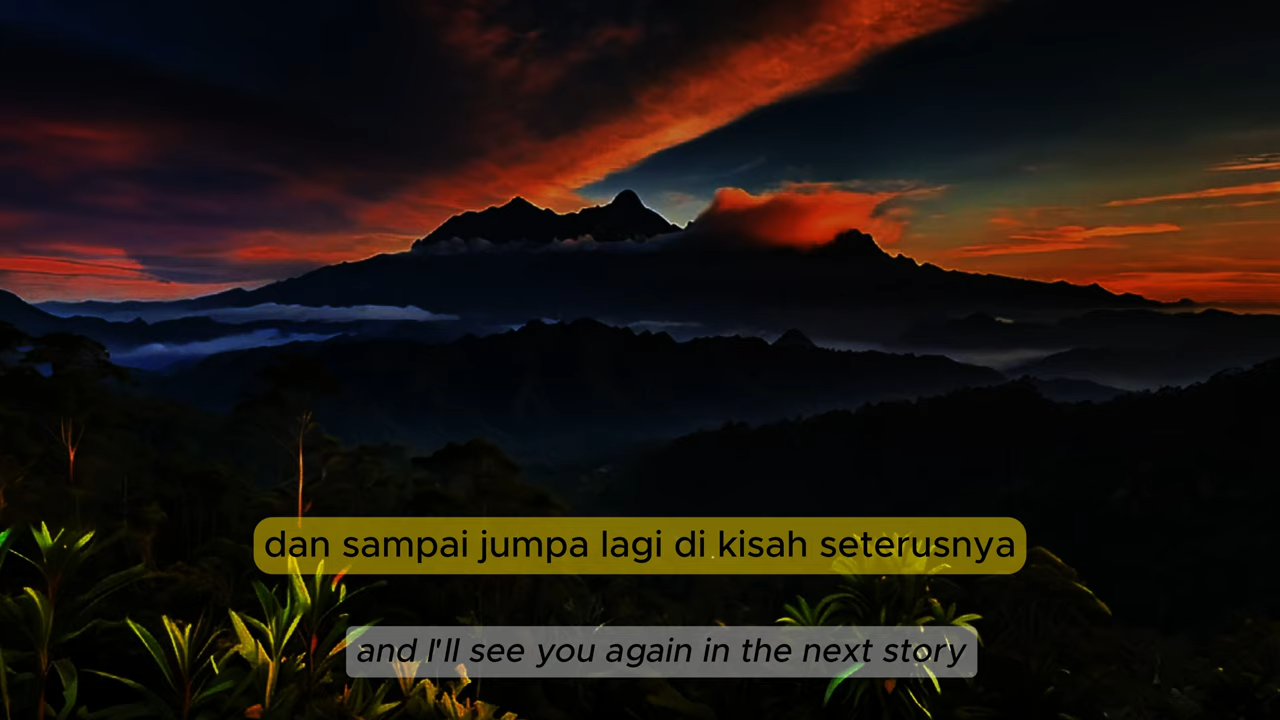 dan sampai jumpa lagi di kisah seterusnya
and I'll see you again in the next story